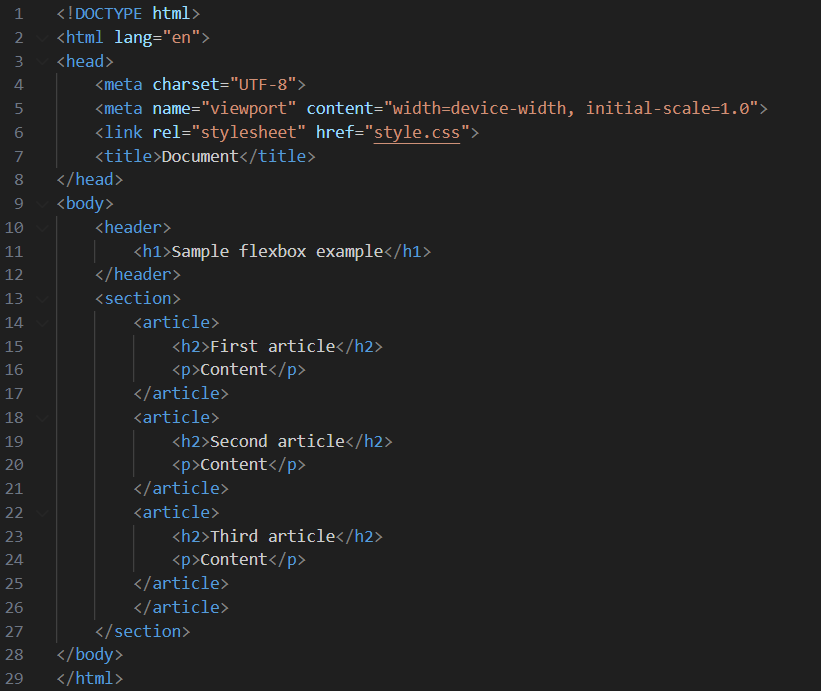 1 <!DOCTYPE html>
2 <html lang="en">
3 <head>
4     <meta charset="UTF-8">
5     <meta name="viewport" content="width=device-width, initial-scale=1.0">
6     <link rel="stylesheet" href="style.css">
7     <title>Document</title>
8 </head>
9 <body>
10     <header>
11         <h1>Sample flexbox example</h1>
12     </header>
13     <section>
14         <article>
15             <h2>First article</h2>
16             <p>Content</p>
17         </article>
18         <article>
19             <h2>Second article</h2>
20             <p>Content</p>
21         </article>
22         <article>
23             <h2>Third article</h2>
24             <p>Content</p>
25         </article>
26         </article>
27     </section>
28 </body>
29 </html>